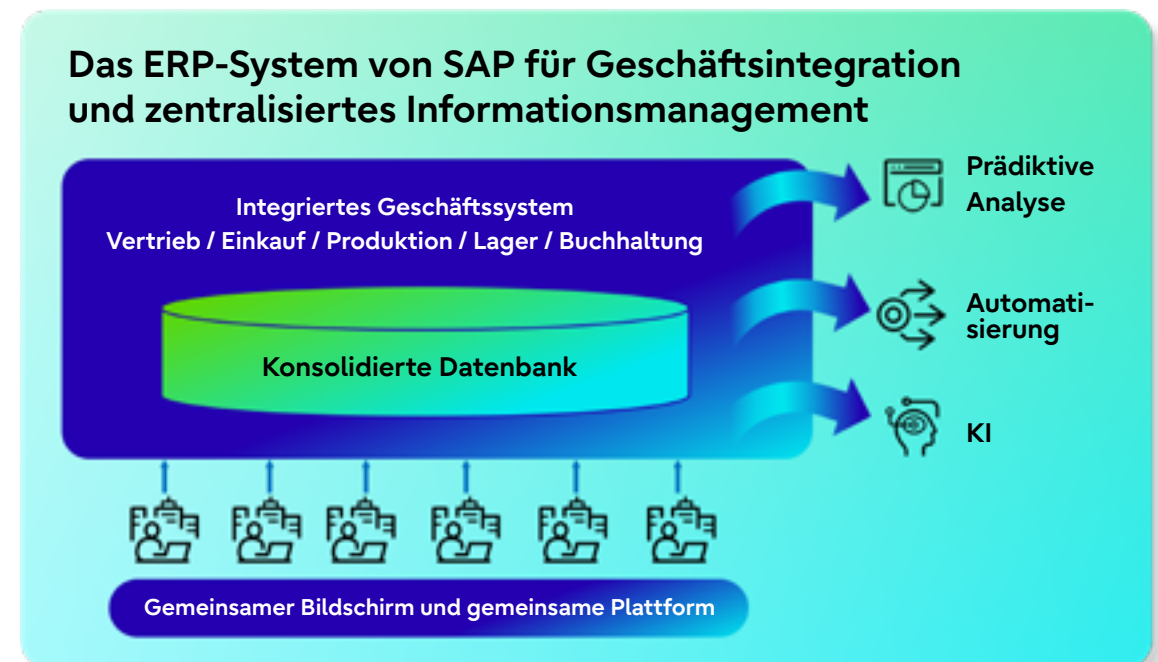 Das ERP-System von SAP für Geschäftsintegration
und zentralisiertes Informationsmanagement
Integriertes Geschäftssystem
Vertrieb / Einkauf / Produktion / Lager / Buchhaltung
Konsolidierte Datenbank
Prädiktive
Analyse
Automati-
sierung
KI
Gemeinsamer Bildschirm und gemeinsame Plattform